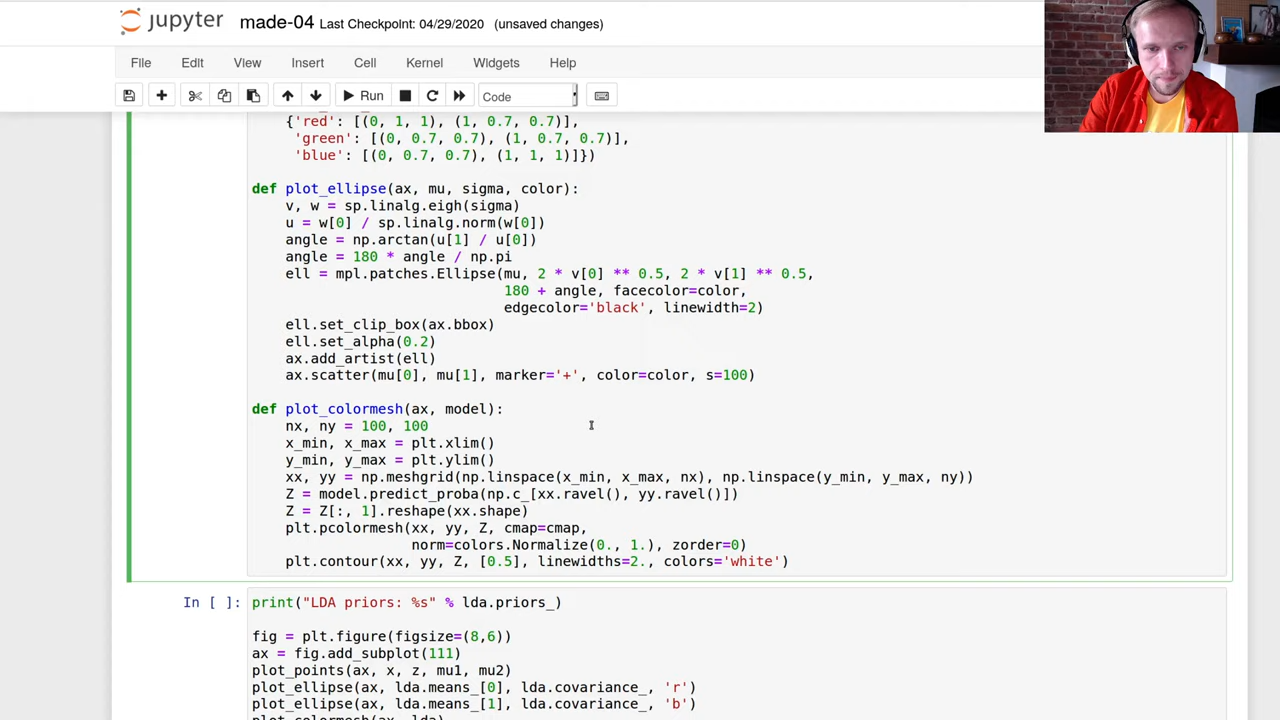 jupyter made-04 Last Checkpoint: 04/29/2020 (unsaved changes)
File Edit View Insert Cell Kernel Widgets Help
Run Code
{'red': [(0, 1, 1), (1, 0.7, 0.7)],
'green': [(0, 0.7, 0.7), (1, 0.7, 0.7)],
'blue': [(0, 0.7, 0.7), (1, 1, 1)]})
def plot_ellipse(ax, mu, sigma, color):
v, w = sp.linalg.eigh(sigma)
u = w[0] / sp.linalg.norm(w[0])
angle = np.arctan(u[1] / u[0])
angle = 180 * angle / np.pi
ell = mpl.patches.Ellipse(mu, 2 * v[0] ** 0.5, 2 * v[1] ** 0.5,
180 + angle, facecolor=color,
edgecolor='black', linewidth=2)
ell.set_clip_box(ax.bbox)
ell.set_alpha(0.2)
ax.add_artist(ell)
ax.scatter(mu[0], mu[1], marker='+', color=color, s=100)
def plot_colormesh(ax, model):
nx, ny = 100, 100
x_min, x_max = plt.xlim()
y_min, y_max = plt.ylim()
xx, yy = np.meshgrid(np.linspace(x_min, x_max, nx), np.linspace(y_min, y_max, ny))
Z = model.predict_proba(np.c_[xx.ravel(), yy.ravel()])
Z = Z[:, 1].reshape(xx.shape)
plt.pcolormesh(xx, yy, Z, cmap=cmap,
norm=colors.Normalize(0., 1.), zorder=0)
plt.contour(xx, yy, Z, [0.5], linewidths=2., colors='white')
In [ ]: print("LDA priors: %s" % lda.priors_)
fig = plt.figure(figsize=(8,6))
ax = fig.add_subplot(111)
plot_points(ax, x, z, mu1, mu2)
plot_ellipse(ax, lda.means_[0], lda.covariance_, 'r')
plot_ellipse(ax, lda.means_[1], lda.covariance_, 'b')
plot_colormesh(ax, lda)